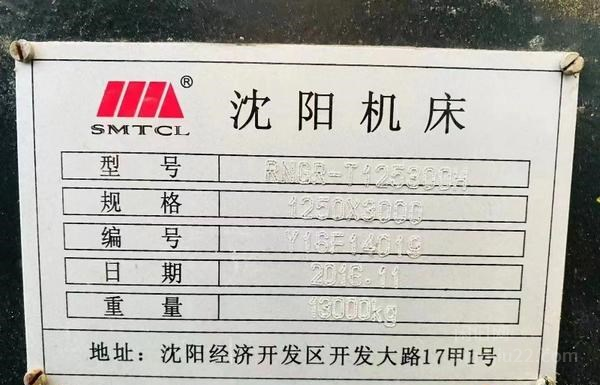 SMTCL® 沈阳机床
型号 RNGR-T125300H
规格 1250X3000
编号 Y16F14019
日期 2016.11
重量 13000kg
地址: 沈阳经济开发区开发大路17甲1号